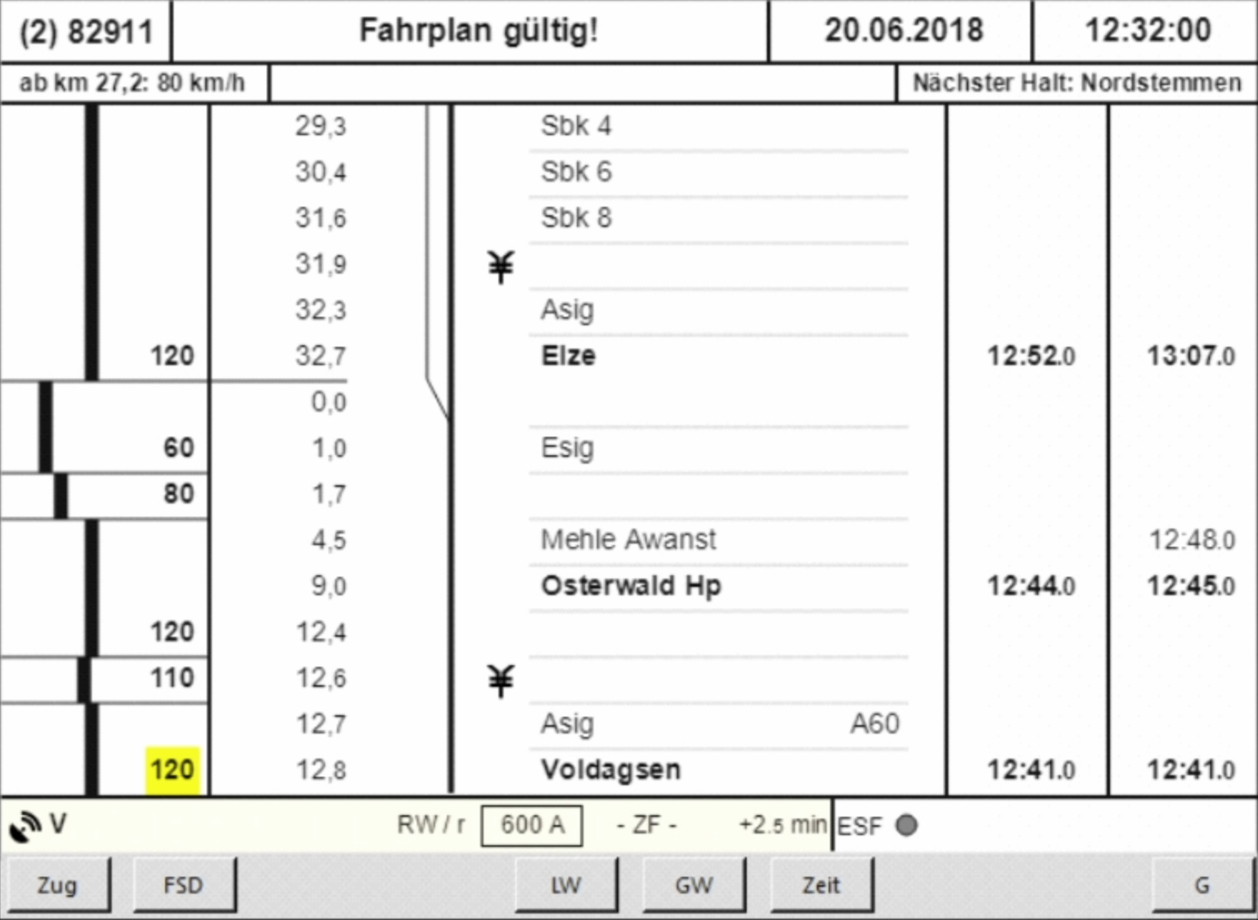 (2) 82911 Fahrplan gültig! 20.06.2018 12:32:00
ab km 27,2: 80 km/h Nächster Halt: Nordstemmen
29,3 Sbk 4
30,4 Sbk 6
31,6 Sbk 8
31,9 ¥
32,3 Asig
120 32,7 Elze 12:52.0 13:07.0
0,0
60 1,0 Esig
80 1,7
4,5 Mehle Awanst 12:48.0
9,0 Osterwald Hp 12:44.0 12:45.0
120 12,4
110 12,6 ¥
12,7 Asig A60
120 12,8 Voldagsen 12:41.0 12:41.0
V RW / r 600 A - ZF - +2.5 min ESF
Zug FSD LW GW Zeit G